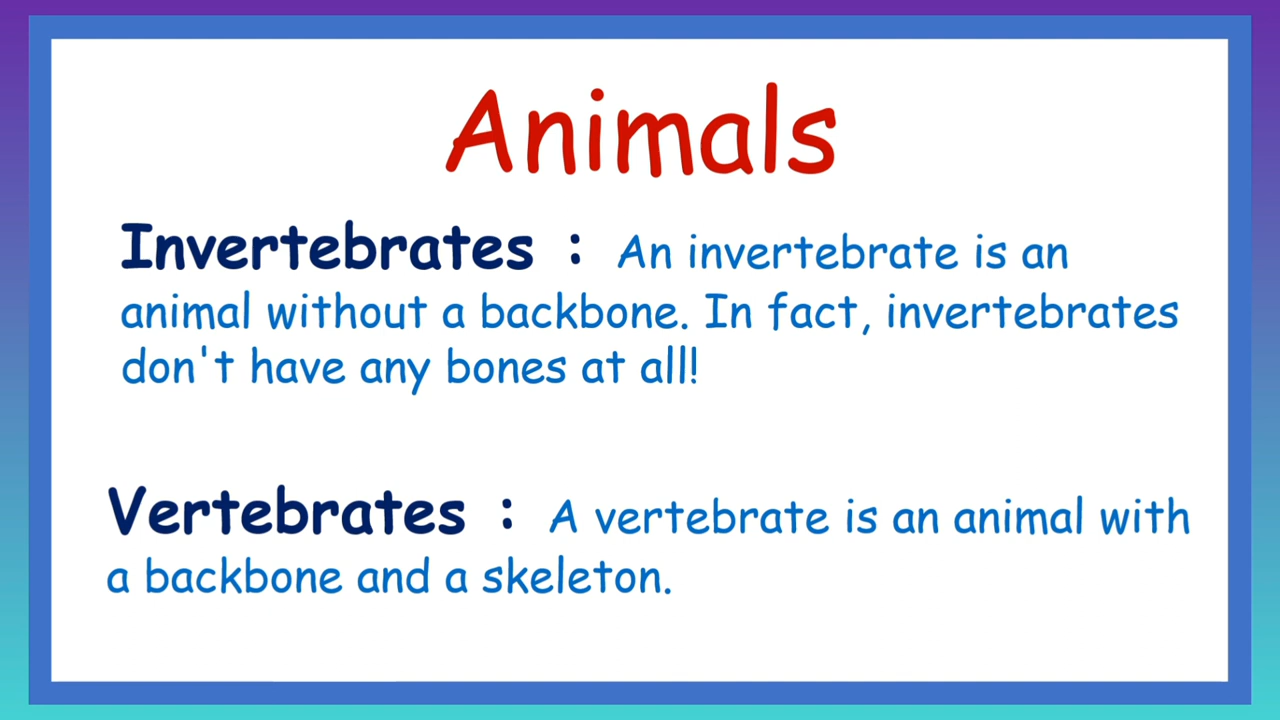 Animals
Invertebrates : An invertebrate is an
animal without a backbone. In fact, invertebrates
don't have any bones at all!
Vertebrates : A vertebrate is an animal with
a backbone and a skeleton.